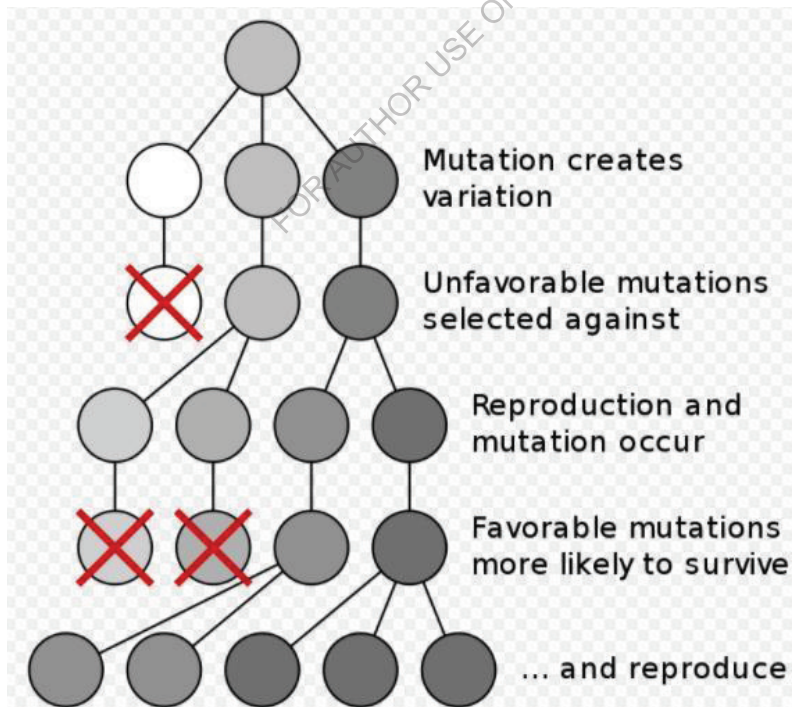 FOR AUTHOR USE O
Mutation creates
variation
Unfavorable mutations
selected against
Reproduction and
mutation occur
Favorable mutations
more likely to survive
... and reproduce